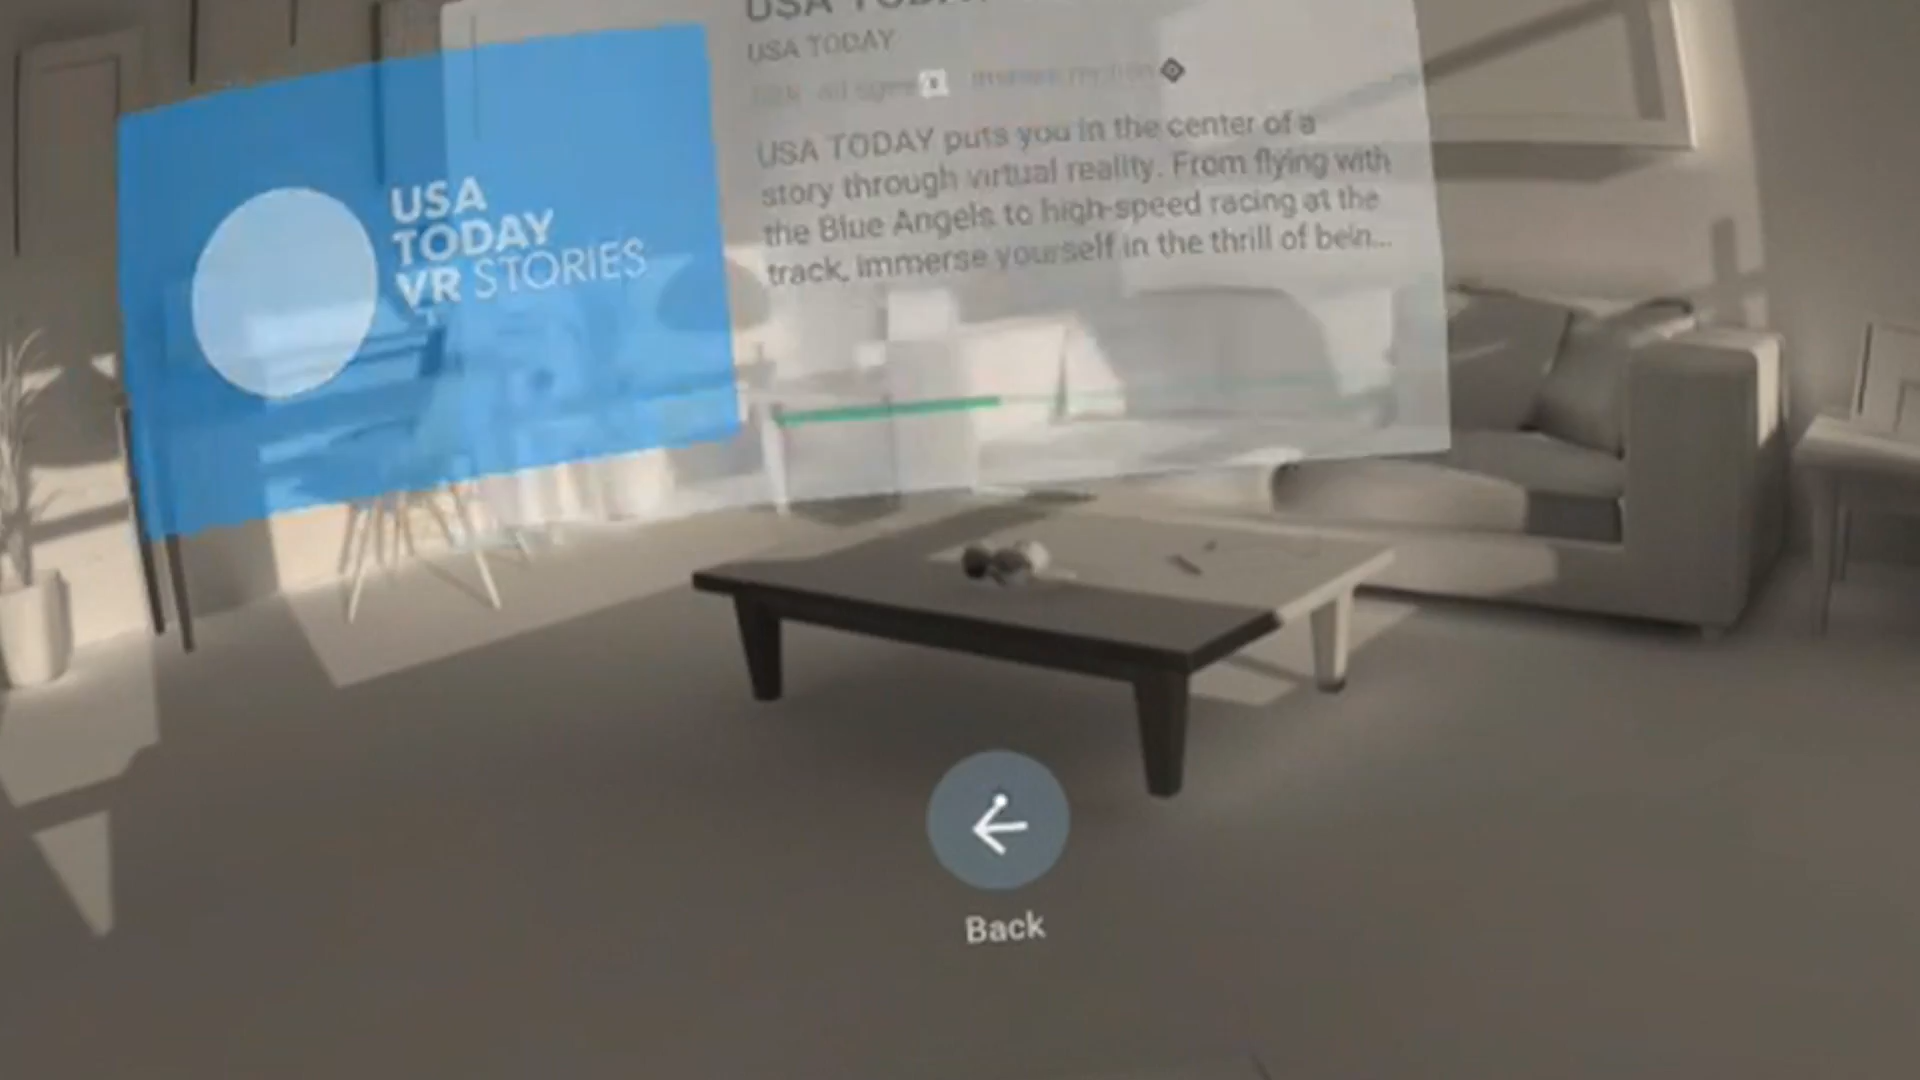 USA TODAY
USA TODAY
USA TODAY puts you in the center of a
story through virtual reality. From flying with
the Blue Angels to high-speed racing at the
track, immerse yourself in the thrill of bein...
USA
TODAY
VR STORIES
Back